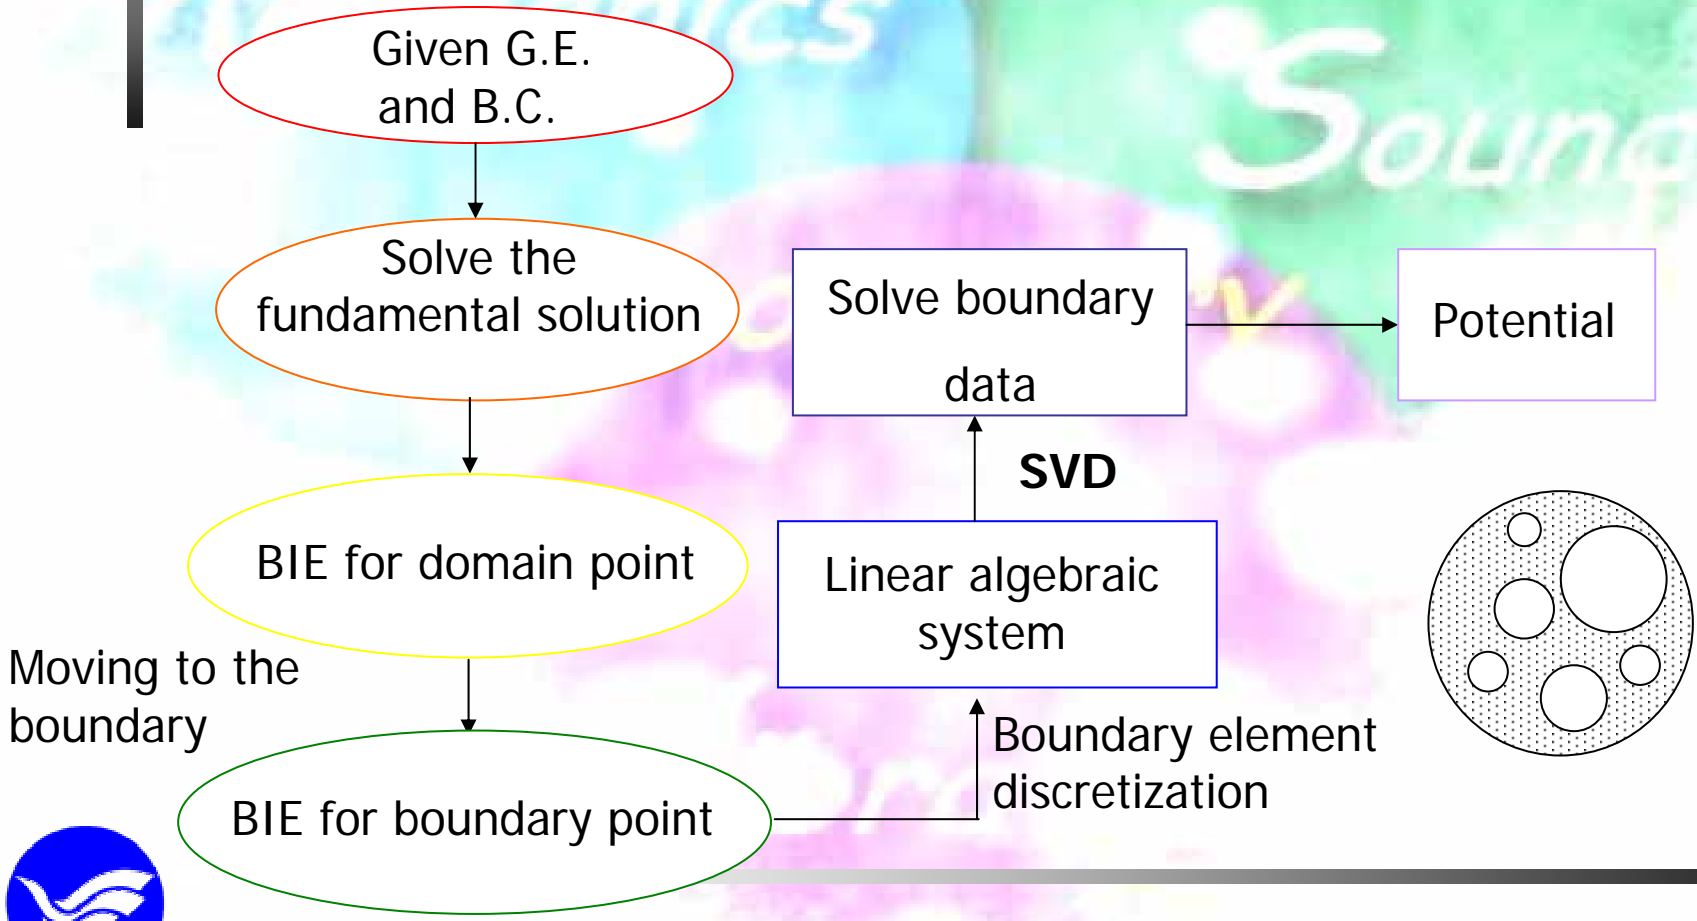 Given G.E.
and B.C.
Solve the
fundamental solution
BIE for domain point
Moving to the
boundary
BIE for boundary point
Boundary element
discretization
Linear algebraic
system
SVD
Solve boundary
data
Potential